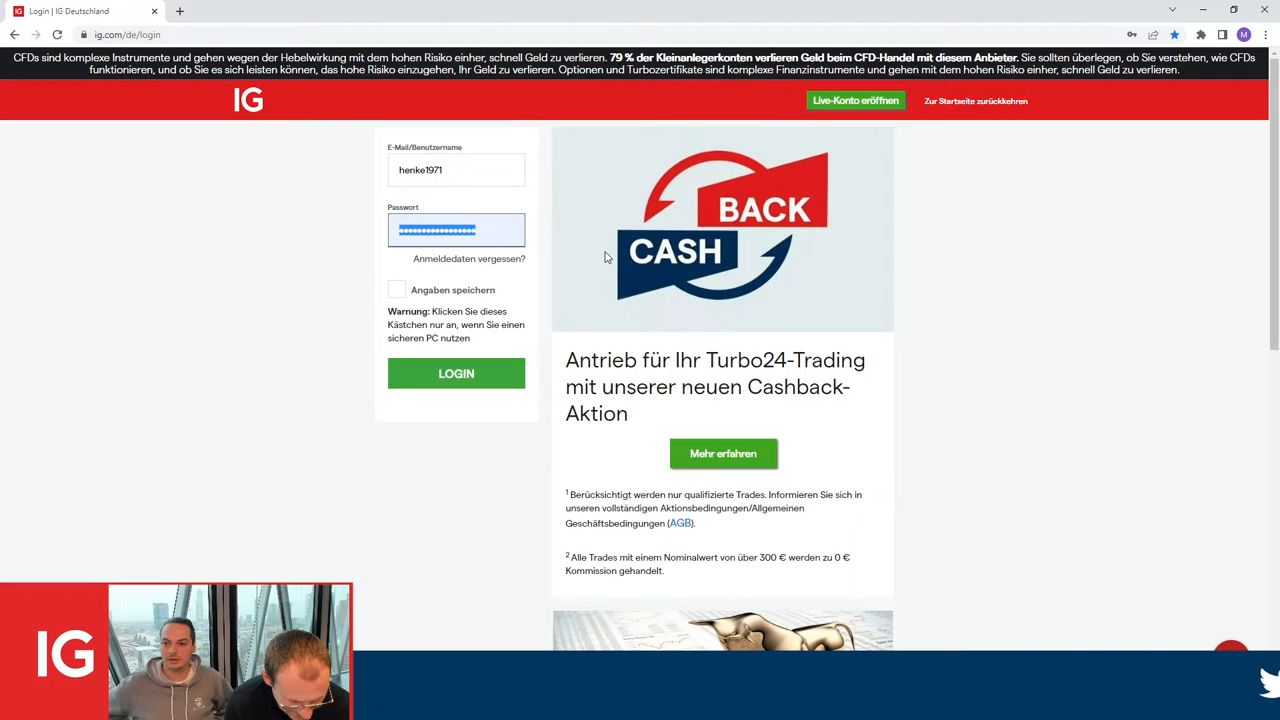 Login | IG Deutschland
ig.com/de/login
M
CFDs sind komplexe Instrumente und gehen wegen der Hebelwirkung mit dem hohen Risiko einher, schnell Geld zu verlieren. 79 % der Kleinanlegerkonten verlieren Geld beim CFD-Handel mit diesem Anbieter. Sie sollten überlegen, ob Sie verstehen, wie CFDs
funktionieren, und ob Sie es sich leisten können, das hohe Risiko einzugehen, Ihr Geld zu verlieren. Optionen und Turbozertifikate sind komplexe Finanzinstrumente und gehen mit dem hohen Risiko einher, schnell Geld zu verlieren.
IG
Live-Konto eröffnen
Zur Startseite zurückkehren
E-Mail/Benutzername
henke1971
Passwort
Anmeldedaten vergessen?
Angaben speichern
Warnung: Klicken Sie dieses
Kästchen nur an, wenn Sie einen
sicheren PC nutzen
LOGIN
BACK
CASH
Antrieb für Ihr Turbo24-Trading
mit unserer neuen Cashback-
Aktion
Mehr erfahren
1 Berücksichtigt werden nur qualifizierte Trades. Informieren Sie sich in
unseren vollständigen Aktionsbedingungen/Allgemeinen
Geschäftsbedingungen (AGB).
2 Alle Trades mit einem Nominalwert von über 300 € werden zu 0 €
Kommission gehandelt.
IG